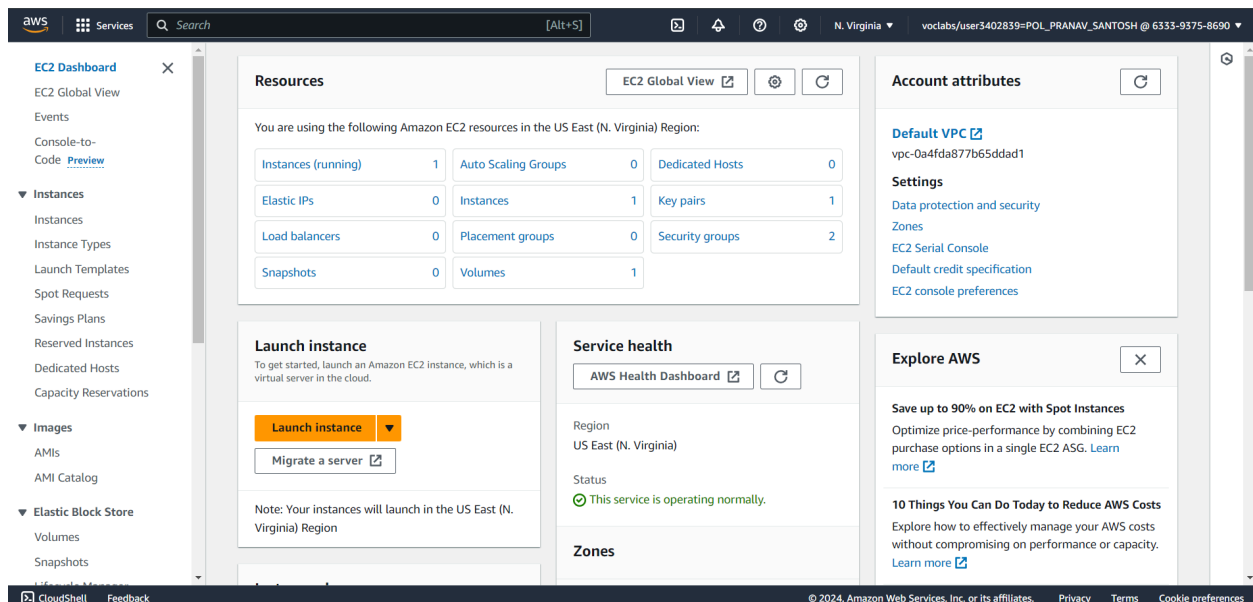 aws
Services
Search
[Alt+S]
N. Virginia
voclabs/user3402839=POL_PRANAV_SANTOSH @ 6333-9375-8690
EC2 Dashboard
EC2 Global View
Events
Console-to-
Code Preview
Instances
Instances
Instance Types
Launch Templates
Spot Requests
Savings Plans
Reserved Instances
Dedicated Hosts
Capacity Reservations
Images
AMIs
AMI Catalog
Elastic Block Store
Volumes
Snapshots
Lifecycle Manager
Resources
EC2 Global View
You are using the following Amazon EC2 resources in the US East (N. Virginia) Region:
Instances (running) 1
Auto Scaling Groups 0
Dedicated Hosts 0
Elastic IPs 0
Instances 1
Key pairs 1
Load balancers 0
Placement groups 0
Security groups 2
Snapshots 0
Volumes 1
Launch instance
To get started, launch an Amazon EC2 instance, which is a
virtual server in the cloud.
Launch instance
Migrate a server
Note: Your instances will launch in the US East (N.
Virginia) Region
Service health
AWS Health Dashboard
Region
US East (N. Virginia)
Status
This service is operating normally.
Zones
Account attributes
Default VPC
vpc-0a4fda877b65ddad1
Settings
Data protection and security
Zones
EC2 Serial Console
Default credit specification
EC2 console preferences
Explore AWS
Save up to 90% on EC2 with Spot Instances
Optimize price-performance by combining EC2
purchase options in a single EC2 ASG. Learn
more
10 Things You Can Do Today to Reduce AWS Costs
Explore how to effectively manage your AWS costs
without compromising on performance or capacity.
Learn more
CloudShell
Feedback
© 2024, Amazon Web Services, Inc. or its affiliates.
Privacy
Terms
Cookie preferences